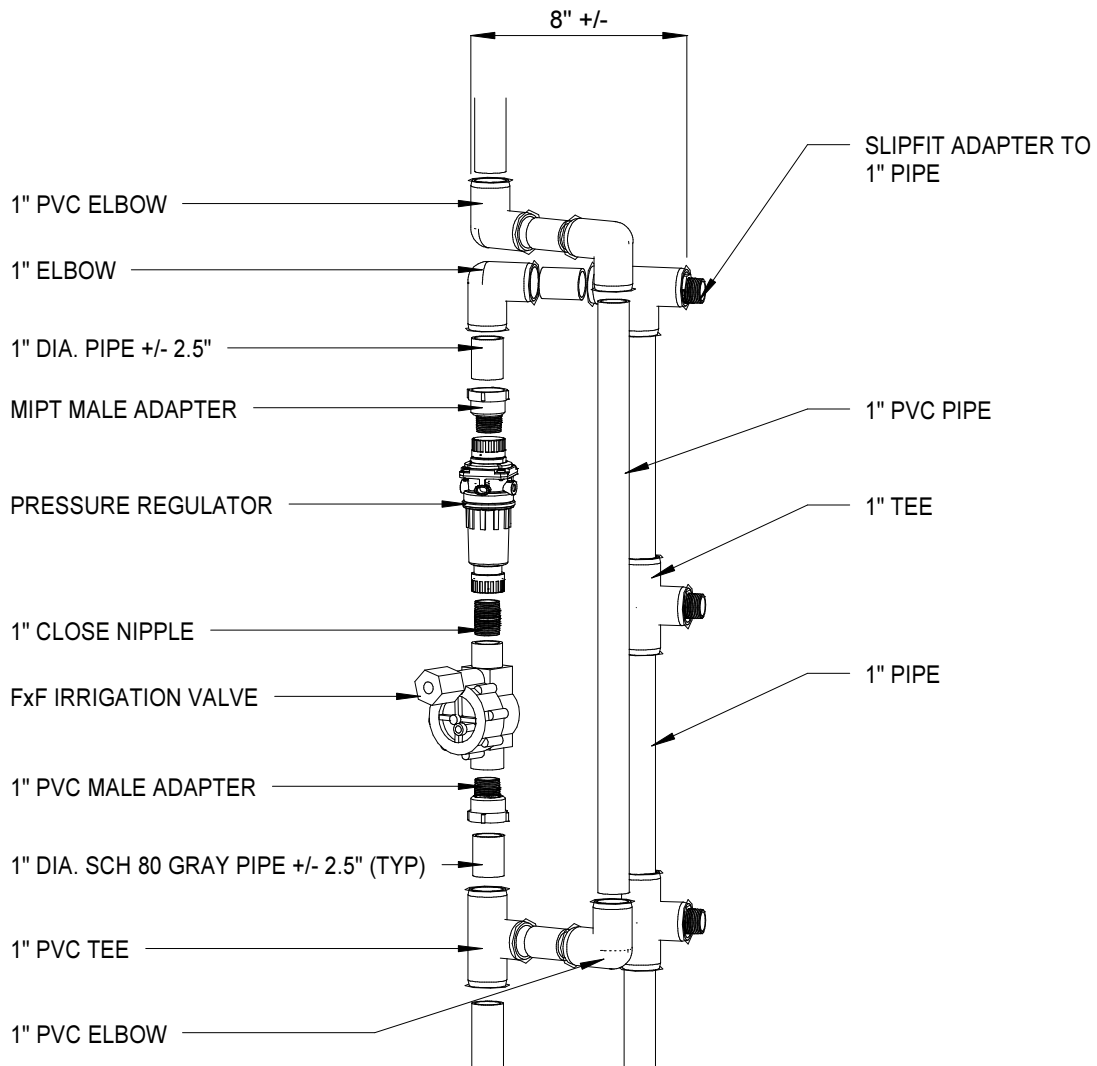 8" +/-
SLIPFIT ADAPTER TO
1" PIPE
1" PVC ELBOW
1" ELBOW
1" DIA. PIPE +/- 2.5"
MIPT MALE ADAPTER
1" PVC PIPE
PRESSURE REGULATOR
1" TEE
1" CLOSE NIPPLE
1" PIPE
FxF IRRIGATION VALVE
1" PVC MALE ADAPTER
1" DIA. SCH 80 GRAY PIPE +/- 2.5" (TYP)
1" PVC TEE
1" PVC ELBOW